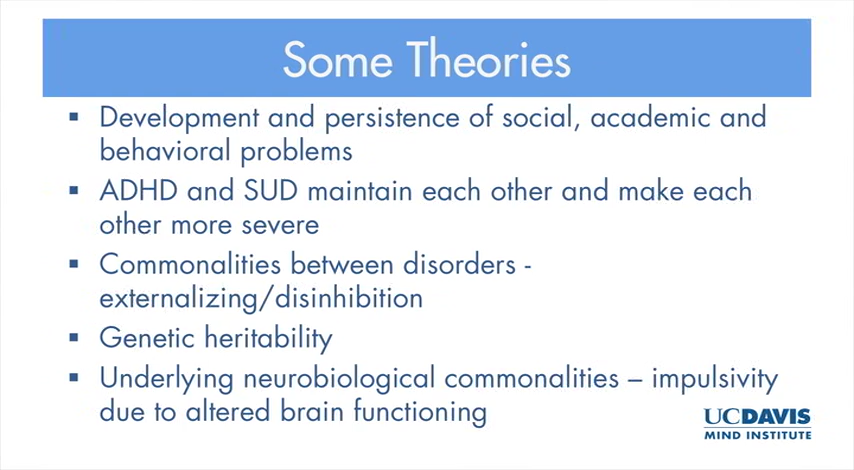 Some Theories
▪ Development and persistence of social, academic and
behavioral problems
▪ ADHD and SUD maintain each other and make each
other more severe
▪ Commonalities between disorders -
externalizing/disinhibition
▪ Genetic heritability
▪ Underlying neurobiological commonalities – impulsivity
due to altered brain functioning
UCDAVIS
MIND INSTITUTE